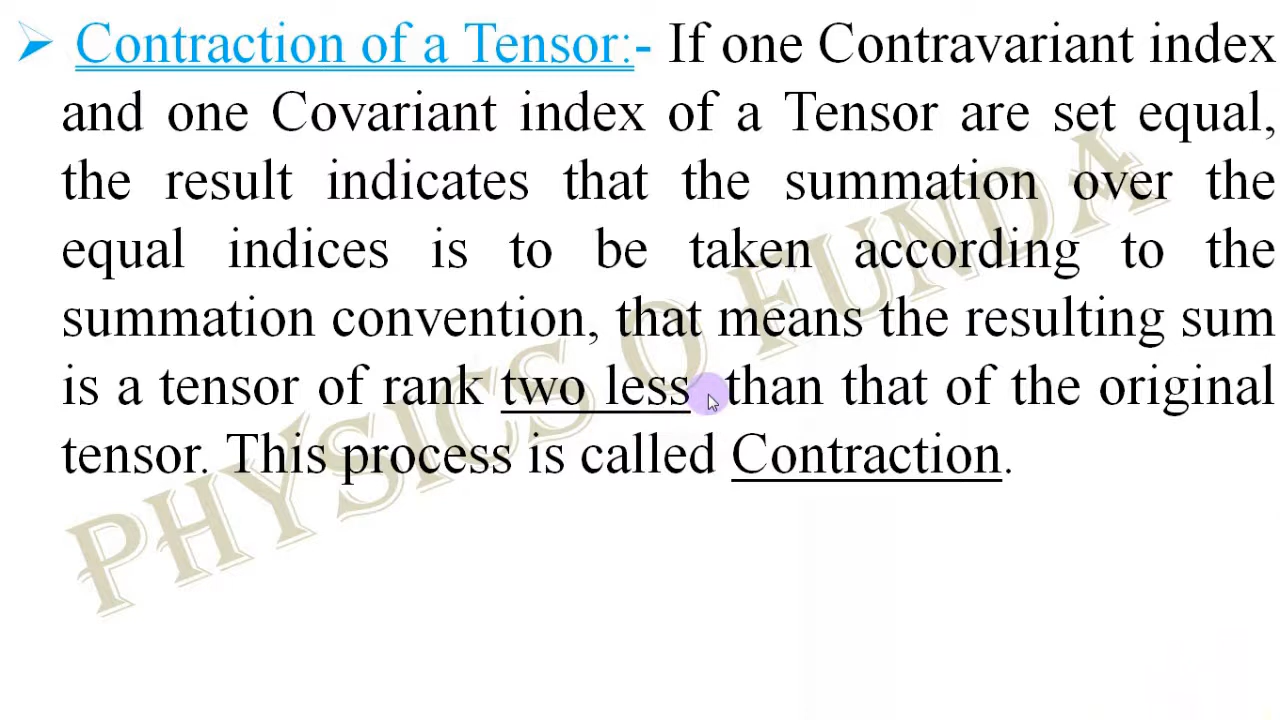 ➢ Contraction of a Tensor:- If one Contravariant index
and one Covariant index of a Tensor are set equal,
the result indicates that the summation over the
equal indices is to be taken according to the
summation convention, that means the resulting sum
is a tensor of rank two less than that of the original
tensor. This process is called Contraction.
PHYSICS O FUNDA